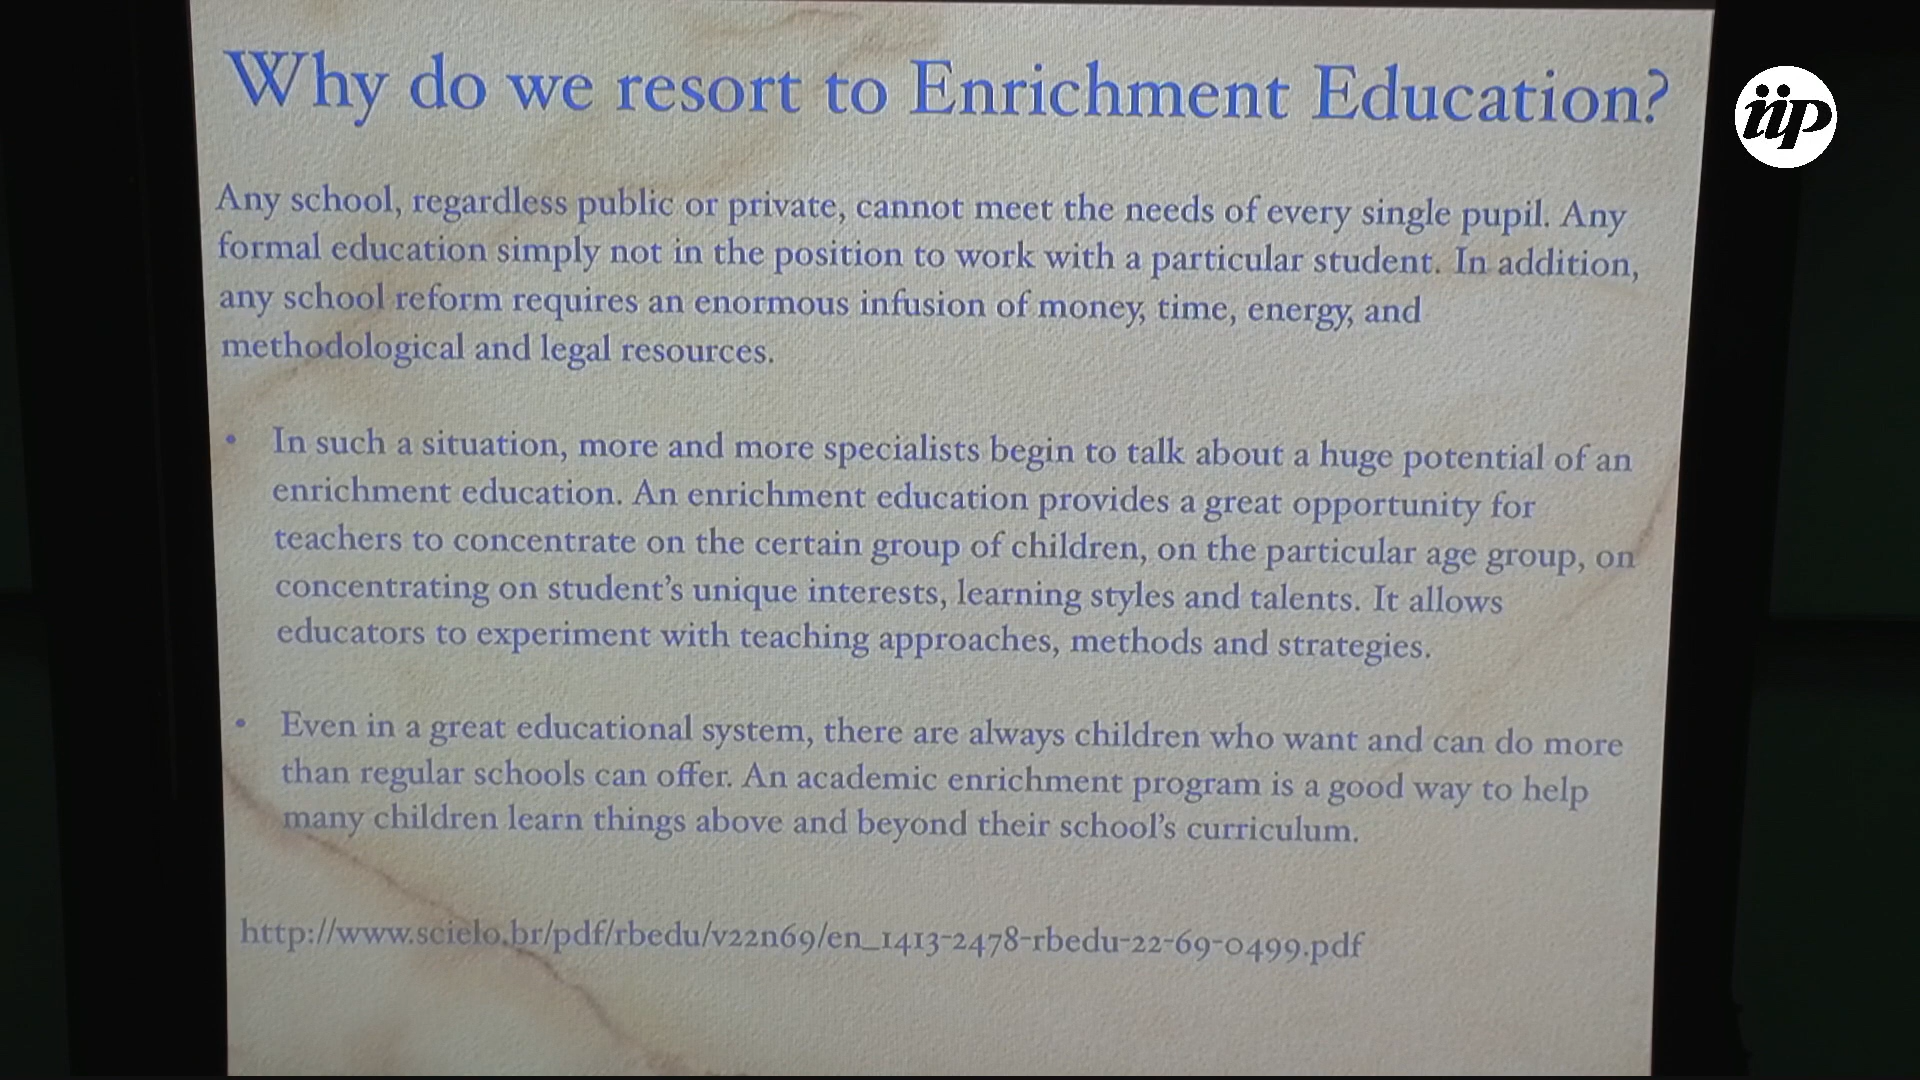 Why do we resort to Enrichment Education?
iip
Any school, regardless public or private, cannot meet the needs of every single pupil. Any
formal education simply not in the position to work with a particular student. In addition,
any school reform requires an enormous infusion of money, time, energy, and
methodological and legal resources.
• In such a situation, more and more specialists begin to talk about a huge potential of an
enrichment education. An enrichment education provides a great opportunity for
teachers to concentrate on the certain group of children, on the particular age group, on
concentrating on student’s unique interests, learning styles and talents. It allows
educators to experiment with teaching approaches, methods and strategies.
• Even in a great educational system, there are always children who want and can do more
than regular schools can offer. An academic enrichment program is a good way to help
many children learn things above and beyond their school’s curriculum.
http://www.scielo.br/pdf/rbedu/v22n69/en_1413-2478-rbedu-22-69-0499.pdf